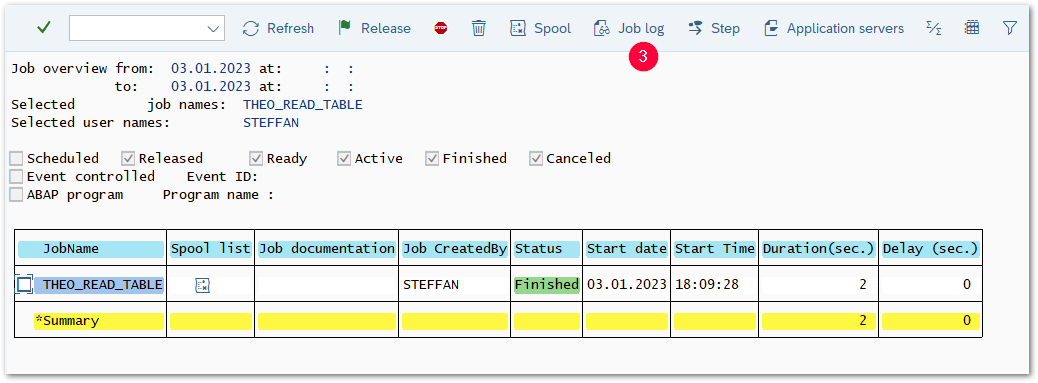 Refresh Release STOP Spool Job log Step Application servers
3
Job overview from: 03.01.2023 at: : :
to: 03.01.2023 at: : :
Selected job names: THEO_READ_TABLE
Selected user names: STEFFAN
Scheduled Released Ready Active Finished Canceled
Event controlled Event ID:
ABAP program Program name :
JobName Spool list Job documentation Job CreatedBy Status Start date Start Time Duration(sec.) Delay (sec.)
THEO_READ_TABLE STEFFAN Finished 03.01.2023 18:09:28 2 0
*Summary 2 0